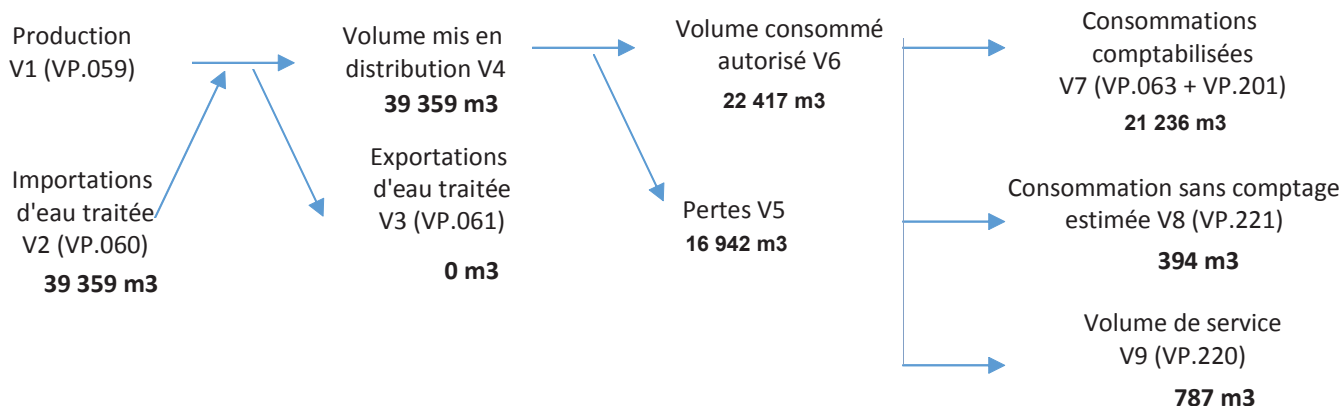 Production
V1 (VP.059)
Importations
d'eau traitée
V2 (VP.060)
39 359 m3
Volume mis en
distribution V4
39 359 m3
Exportations
d'eau traitée
V3 (VP.061)
0 m3
Volume consommé
autorisé V6
22 417 m3
Pertes V5
16 942 m3
Consommations
comptabilisées
V7 (VP.063 + VP.201)
21 236 m3
Consommation sans comptage
estimée V8 (VP.221)
394 m3
Volume de service
V9 (VP.220)
787 m3